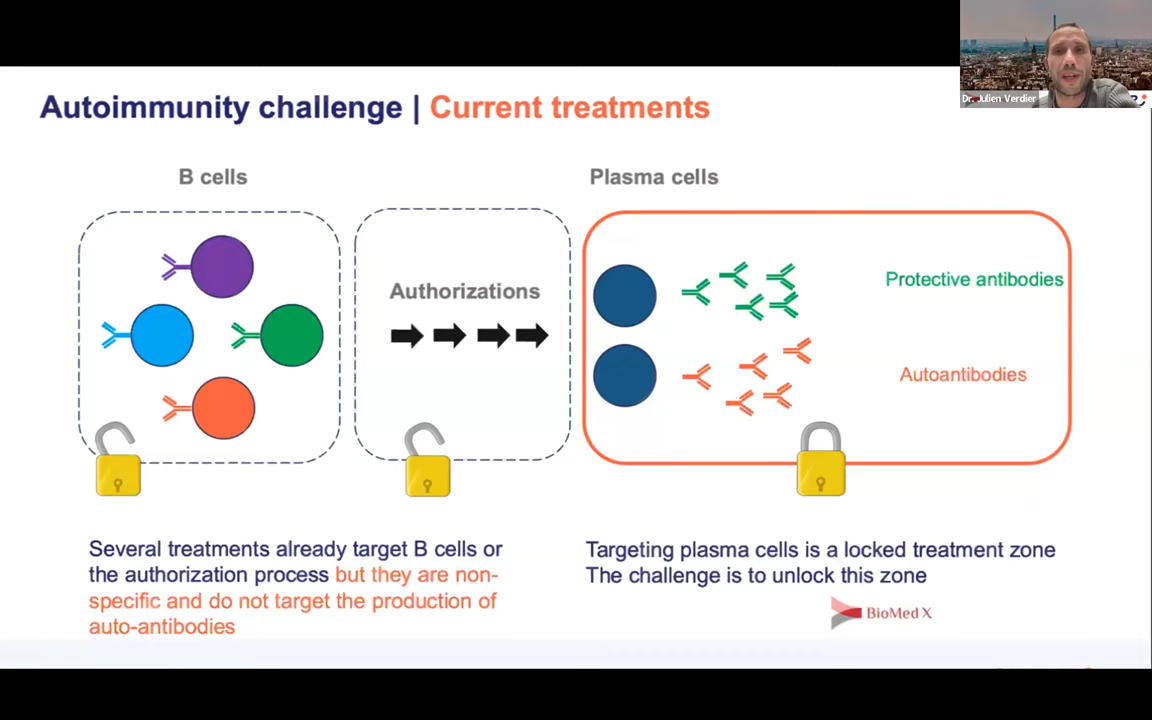 Dr. Julien Verdier
Autoimmunity challenge | Current treatments
B cells
Plasma cells
Authorizations
Protective antibodies
Autoantibodies
Several treatments already target B cells or
the authorization process but they are non-
specific and do not target the production of
auto-antibodies
Targeting plasma cells is a locked treatment zone
The challenge is to unlock this zone
BioMed X